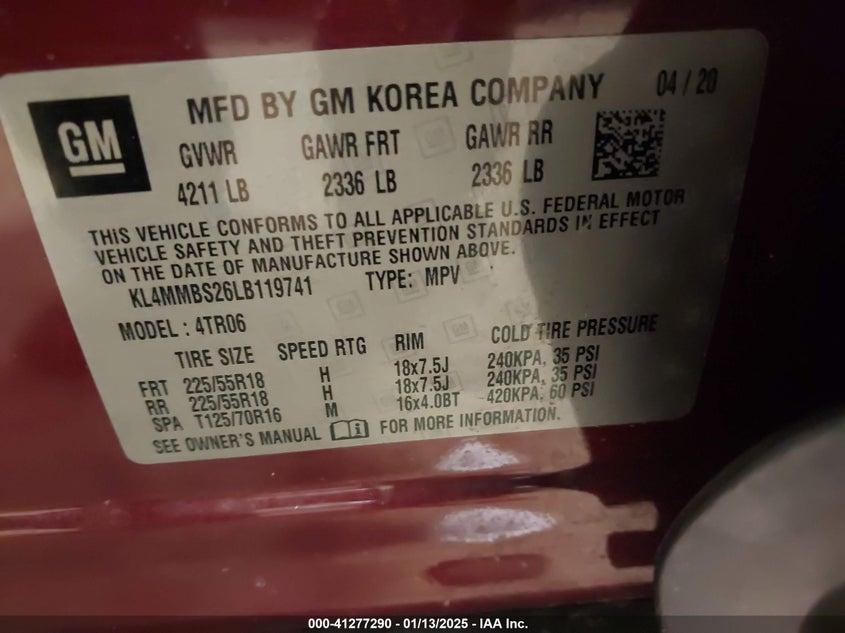 GM
MFD BY GM KOREA COMPANY 04 / 20
GVWR GAWR FRT GAWR RR
4211 LB 2336 LB 2336 LB
THIS VEHICLE CONFORMS TO ALL APPLICABLE U.S. FEDERAL MOTOR
VEHICLE SAFETY AND THEFT PREVENTION STANDARDS IN EFFECT
ON THE DATE OF MANUFACTURE SHOWN ABOVE.
KL4MMBS26LB119741 TYPE: MPV
MODEL : 4TR06
TIRE SIZE SPEED RTG RIM COLD TIRE PRESSURE
FRT 225/55R18 H 18x7.5J 240KPA, 35 PSI
RR 225/55R18 H 18x7.5J 240KPA, 35 PSI
SPA T125/70R16 M 16x4.0BT 420KPA, 60 PSI
SEE OWNER'S MANUAL FOR MORE INFORMATION.
000-41277290 - 01/13/2025 - IAA Inc.